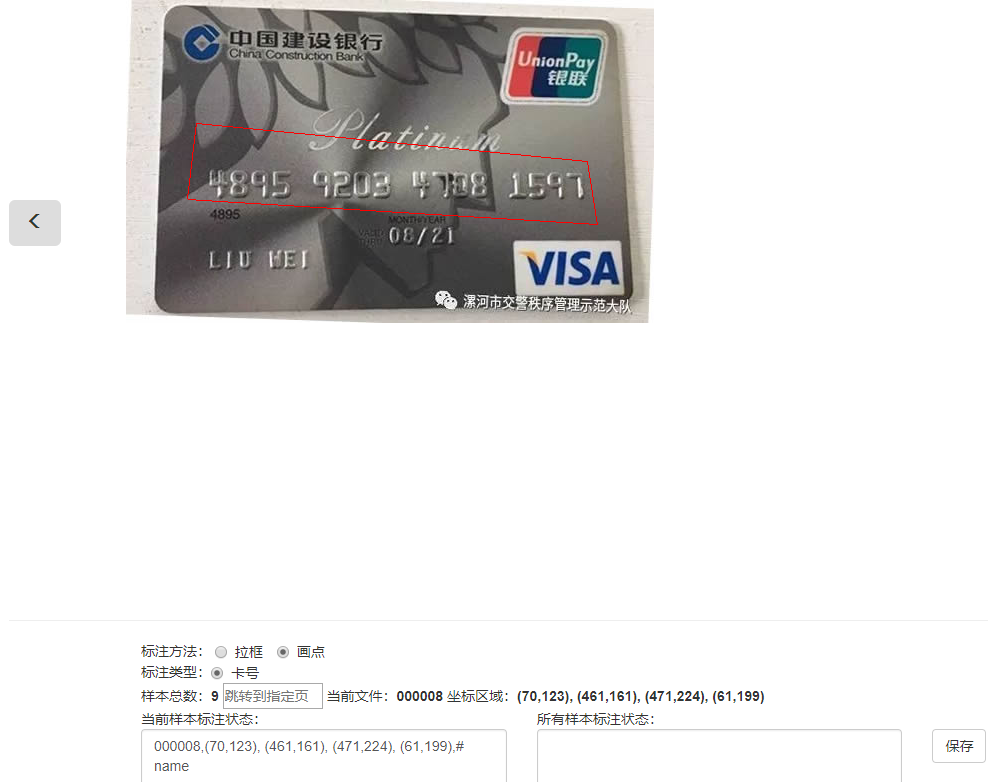 中国建设银行
China Construction Bank
UnionPay
银联
Platinum
4895 9203 1597
4895
MONTH/YEAR
08/21
LIU WEI
VISA
漯河市交警秩序管理示范大队
<
标注方法: 拉框 画点
标注类型: 卡号
样本总数: 9 跳转到指定页 当前文件: 000008 坐标区域: (70,123), (461,161), (471,224), (61,199)
当前样本标注状态: 所有样本标注状态:
000008,(70,123), (461,161), (471,224), (61,199),#
name
保存